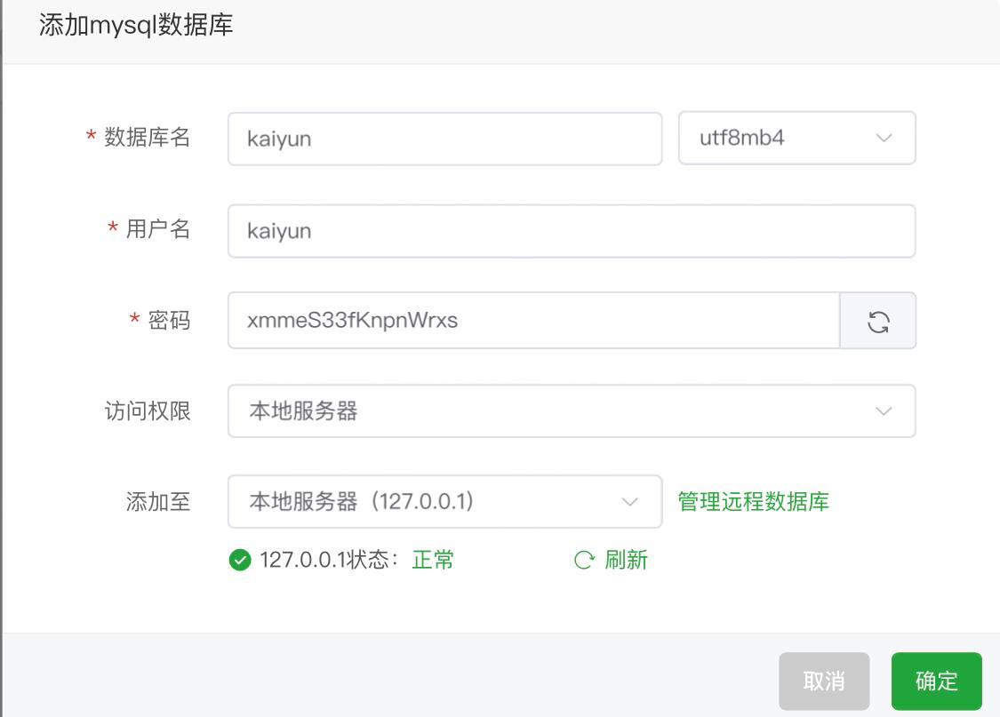 添加mysql数据库
* 数据库名 kaiyun utf8mb4
* 用户名 kaiyun
* 密码 xmmeS33fKnpnWrxs
访问权限 本地服务器
添加至 本地服务器（127.0.0.1） 管理远程数据库
127.0.0.1状态：正常 刷新
取消 确定